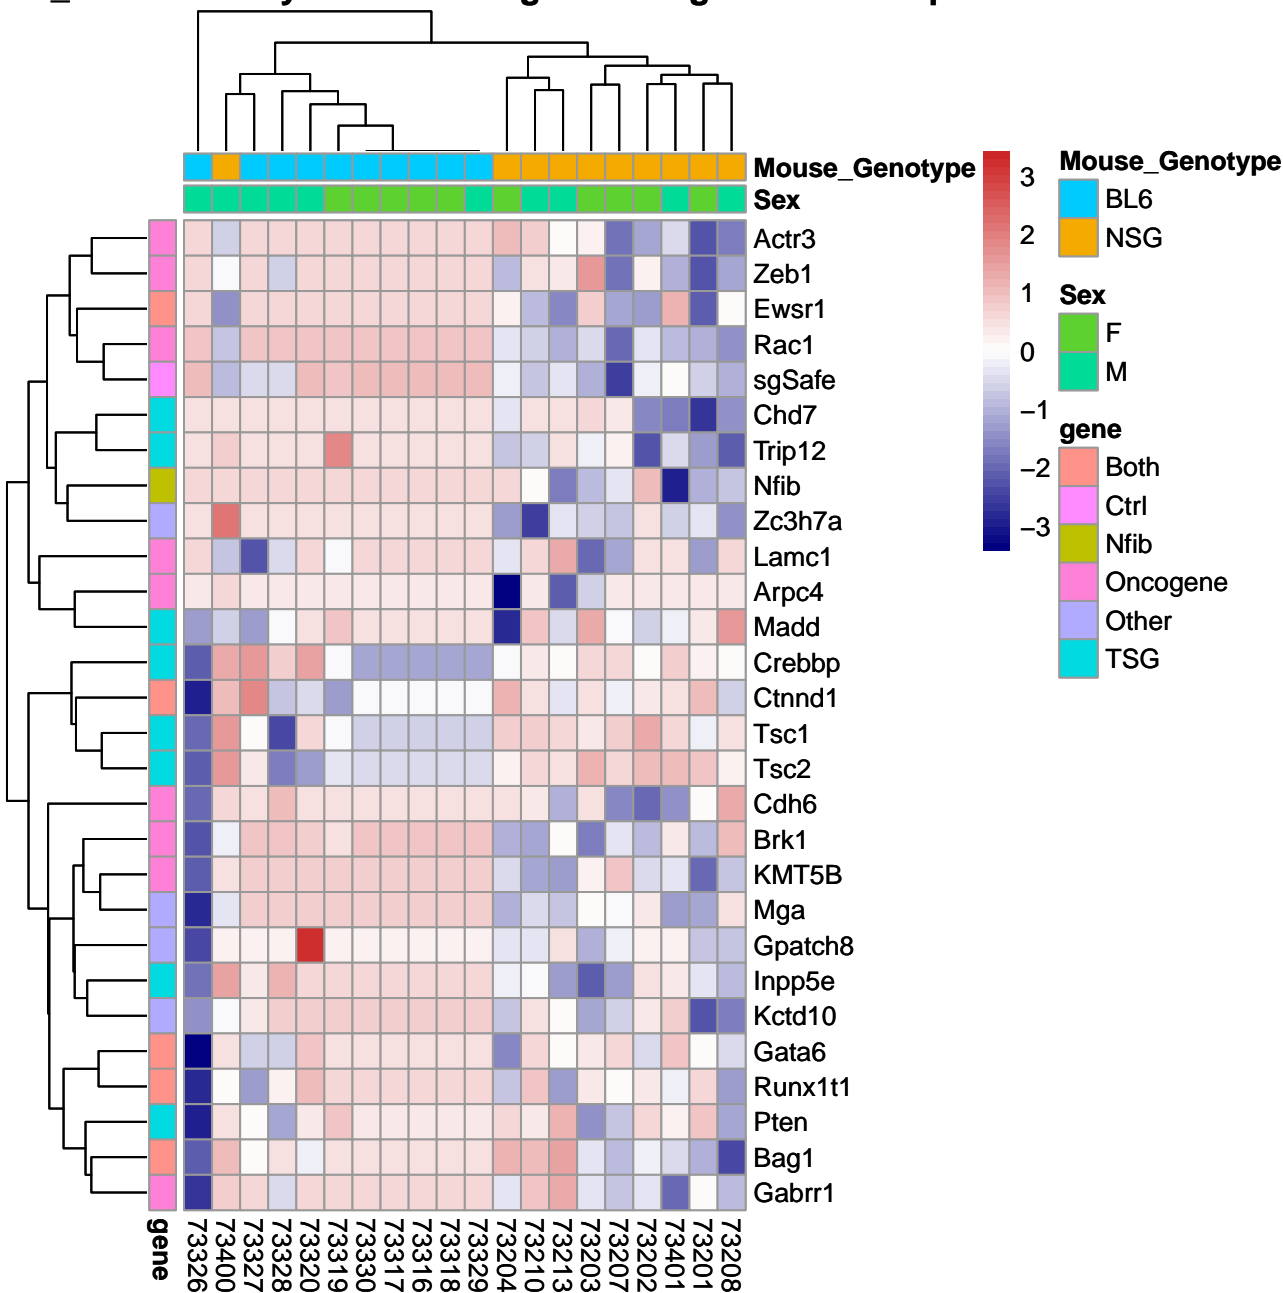 Mouse_Genotype
Sex
Actr3
Zeb1
Ewsr1
Rac1
sgSafe
Chd7
Trip12
Nfib
Zc3h7a
Lamc1
Arpc4
Madd
Crebbp
Ctnnd1
Tsc1
Tsc2
Cdh6
Brk1
KMT5B
Mga
Gpatch8
Inpp5e
Kctd10
Gata6
Runx1t1
Pten
Bag1
Gabrr1
gene
73326
73400
73327
73328
73320
73319
73330
73317
73316
73318
73329
73204
73210
73213
73203
73207
73202
73401
73201
73208
3
2
1
0
−1
−2
−3
Mouse_Genotype
BL6
NSG
Sex
F
M
gene
Both
Ctrl
Nfib
Oncogene
Other
TSG